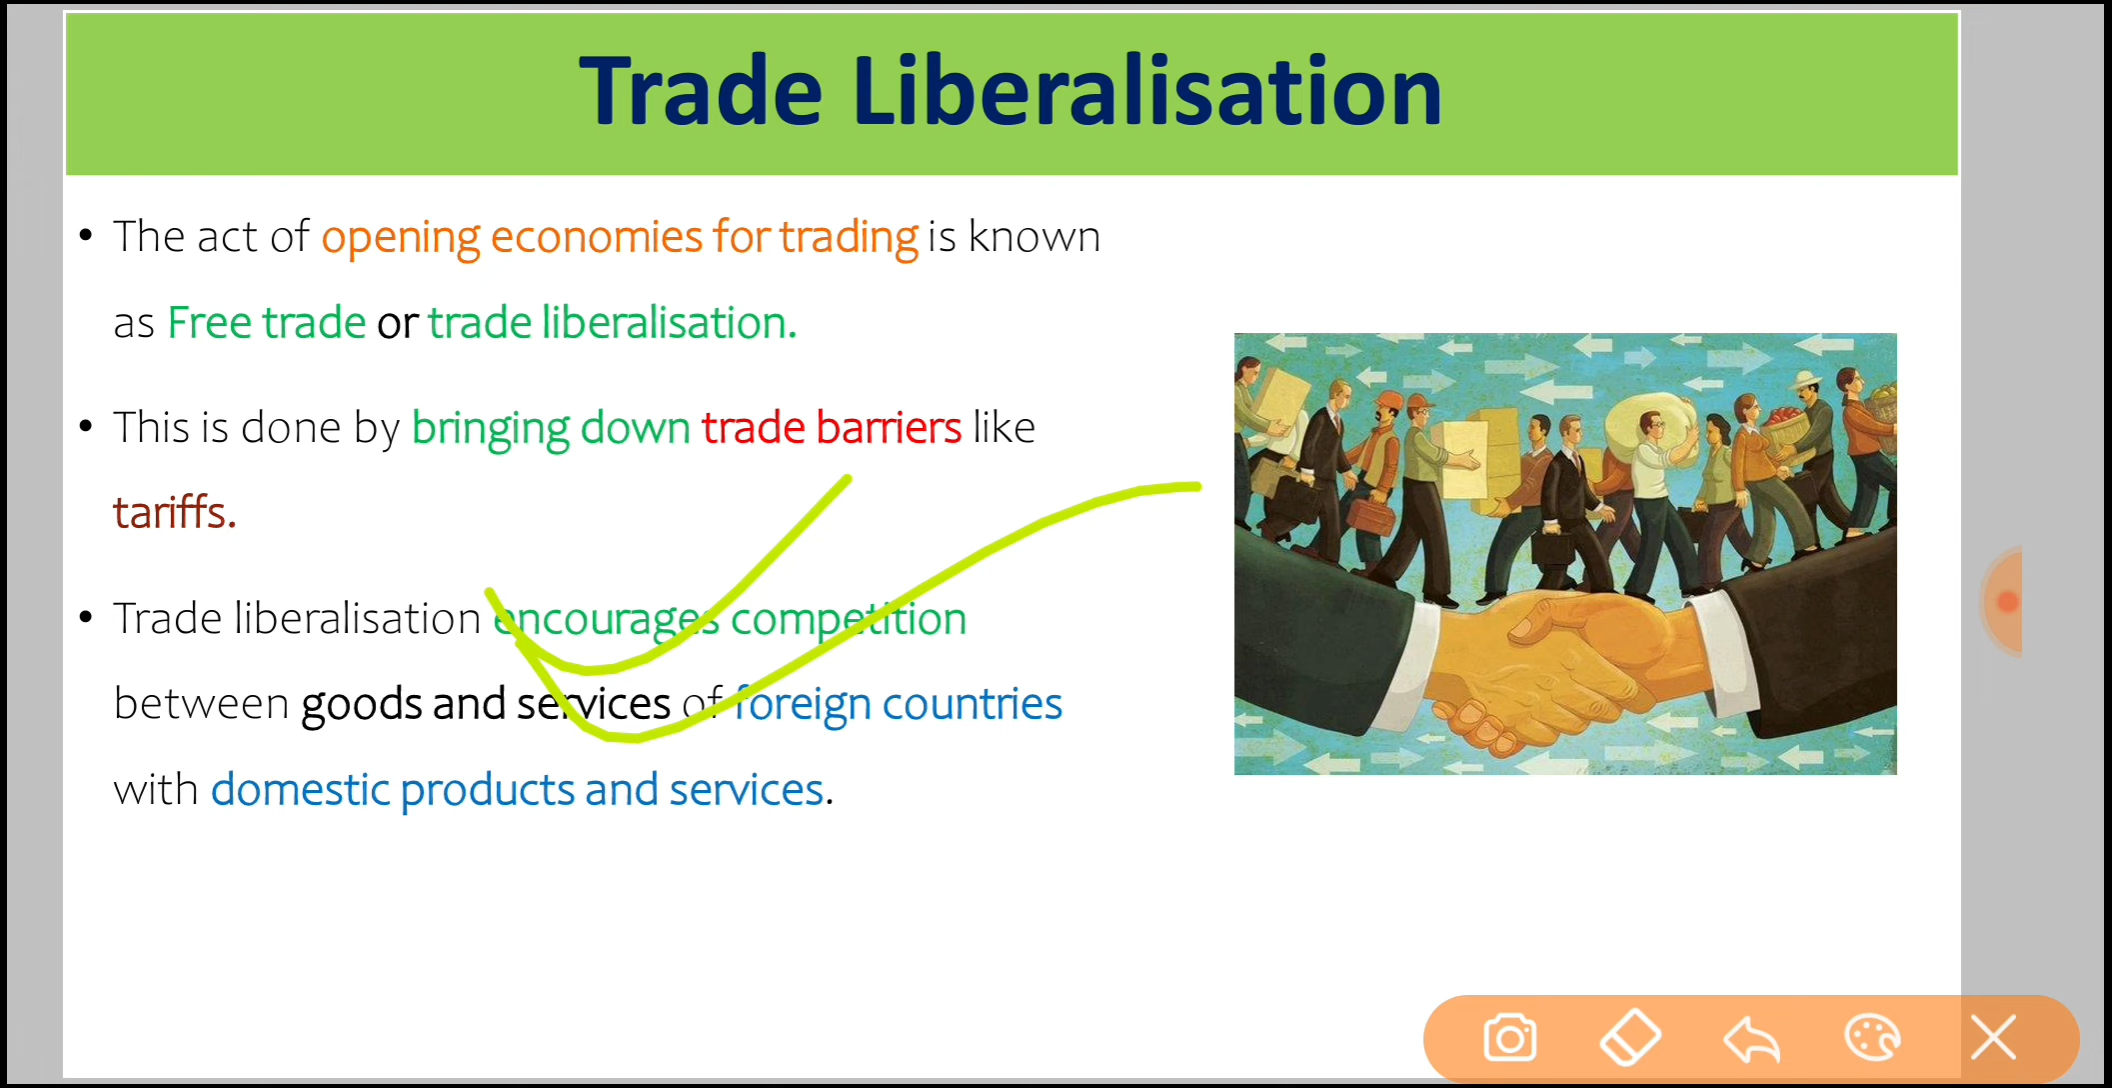 Trade Liberalisation
• The act of opening economies for trading is known
as Free trade or trade liberalisation.
• This is done by bringing down trade barriers like
tariffs.
• Trade liberalisation encourages competition
between goods and services of foreign countries
with domestic products and services.